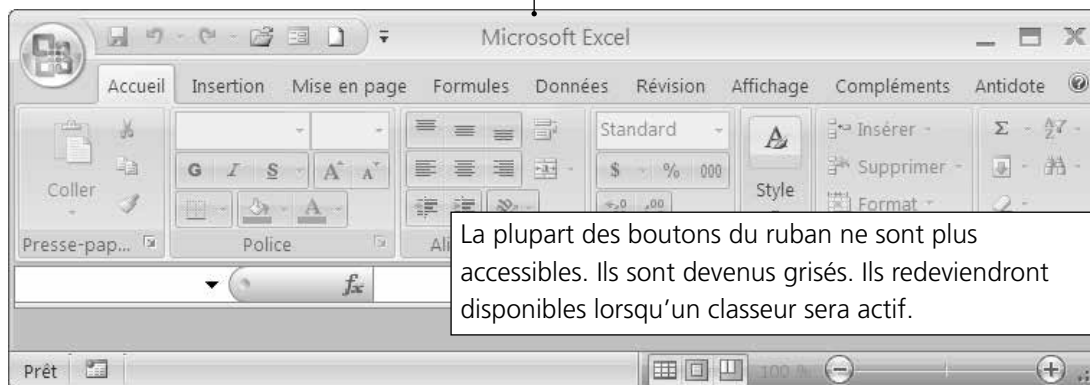 Microsoft Excel
Accueil Insertion Mise en page Formules Données Révision Affichage Compléments Antidote
Standard Insérer Σ
G I S A A $ % 000
Coller Style Supprimer
A Format
Presse-pap... Police
La plupart des boutons du ruban ne sont plus
accessibles. Ils sont devenus grisés. Ils redeviendront
disponibles lorsqu'un classeur sera actif.
fx
Prêt 100 %